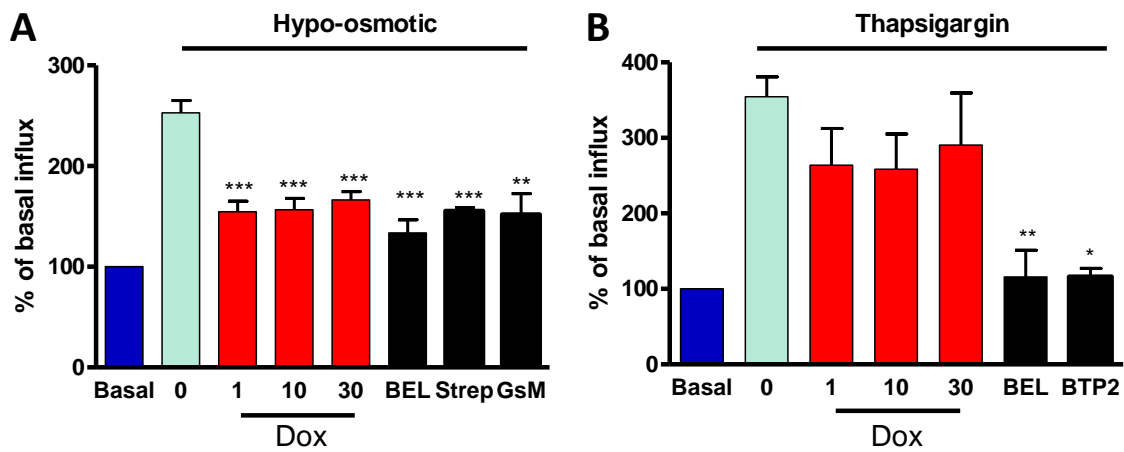 A
Hypo-osmotic
% of basal influx
300
200
100
0
*** *** *** *** *** **
Basal 0 1 10 30 BEL Strep GsM
Dox
B
Thapsigargin
% of basal influx
400
300
200
100
0
** *
Basal 0 1 10 30 BEL BTP2
Dox